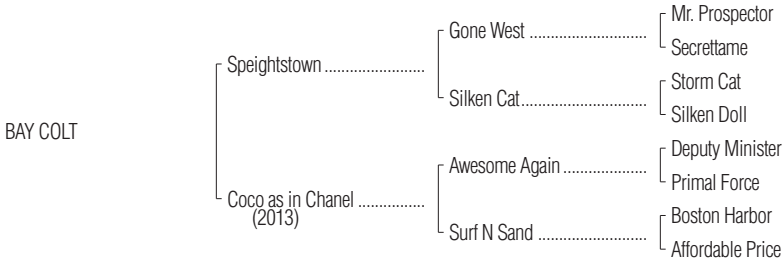 Mr. Prospector
Gone West ..........................
Secrettame
Speightstown ......................
Storm Cat
Silken Cat............................
Silken Doll
BAY COLT
Deputy Minister
Awesome Again ..................
Primal Force
Coco as in Chanel ...............
(2013)
Boston Harbor
Surf N Sand ........................
Affordable Price